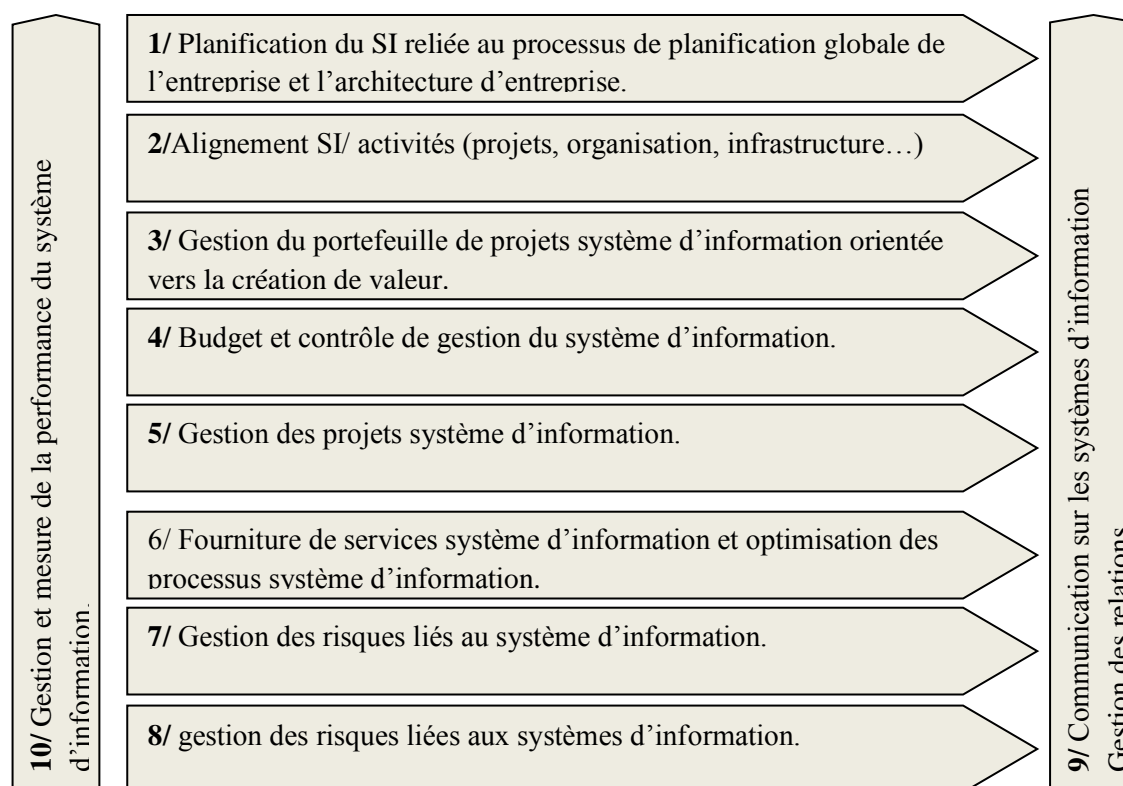 1/ Planification du SI reliée au processus de planification globale de
l’entreprise et l’architecture d’entreprise.
2/Alignement SI/ activités (projets, organisation, infrastructure…)
3/ Gestion du portefeuille de projets système d’information orientée
vers la création de valeur.
4/ Budget et contrôle de gestion du système d’information.
5/ Gestion des projets système d’information.
6/ Fourniture de services système d’information et optimisation des
processus système d’information.
7/ Gestion des risques liés au système d’information.
8/ gestion des risques liées aux systèmes d’information.
9/ Communication sur les systèmes d’information
Gestion des relations
10/ Gestion et mesure de la performance du système
d’information.